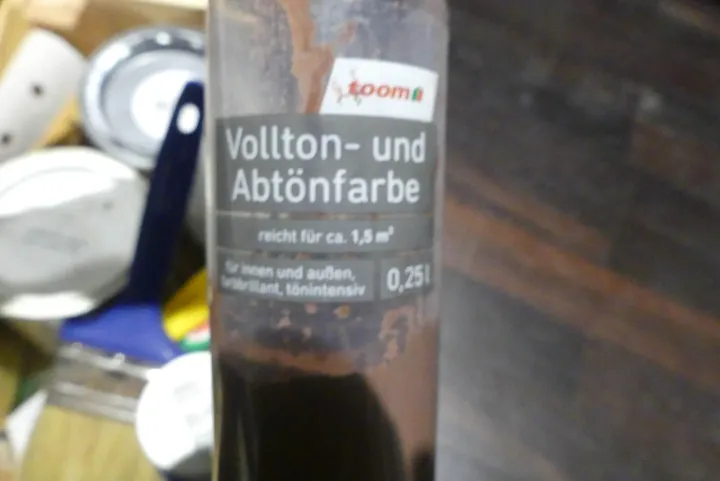 toom
Vollton- und
Abtönfarbe
reicht für ca. 1,5 m²
für innen und außen,
farbbrillant, tönintensiv
0,25 l